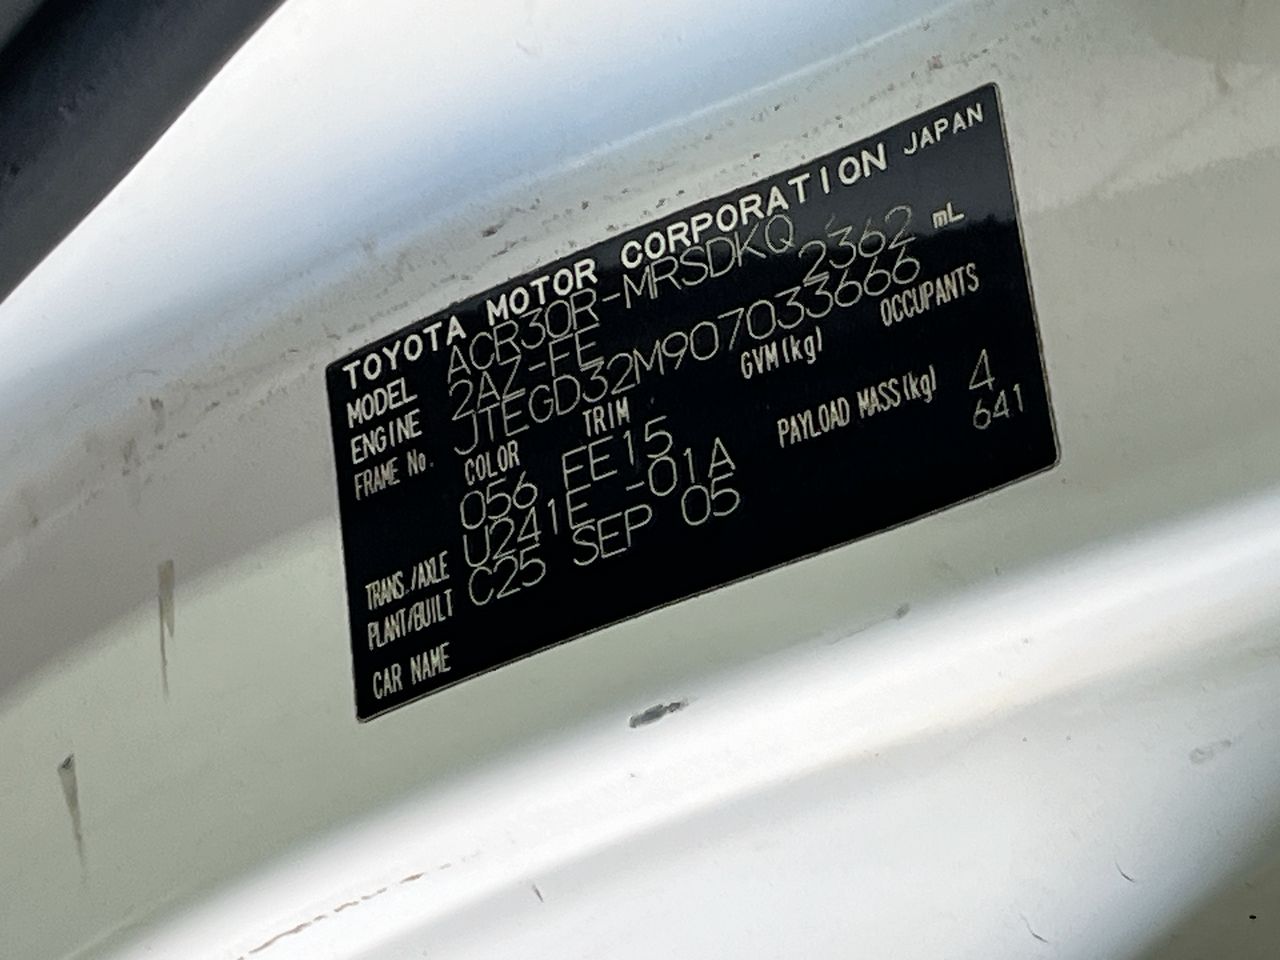 TOYOTA MOTOR CORPORATION JAPAN
MODEL ACR30R-MRSDKQ
ENGINE 2AZ-FE 2362 mL
FRAME No. JTEGD32M907033666
COLOR TRIM GVM(kg) OCCUPANTS
056 FE15 4
TRANS./AXLE U241E -01A PAYLOAD MASS(kg) 641
PLANT/BUILT C25 SEP 05
CAR NAME